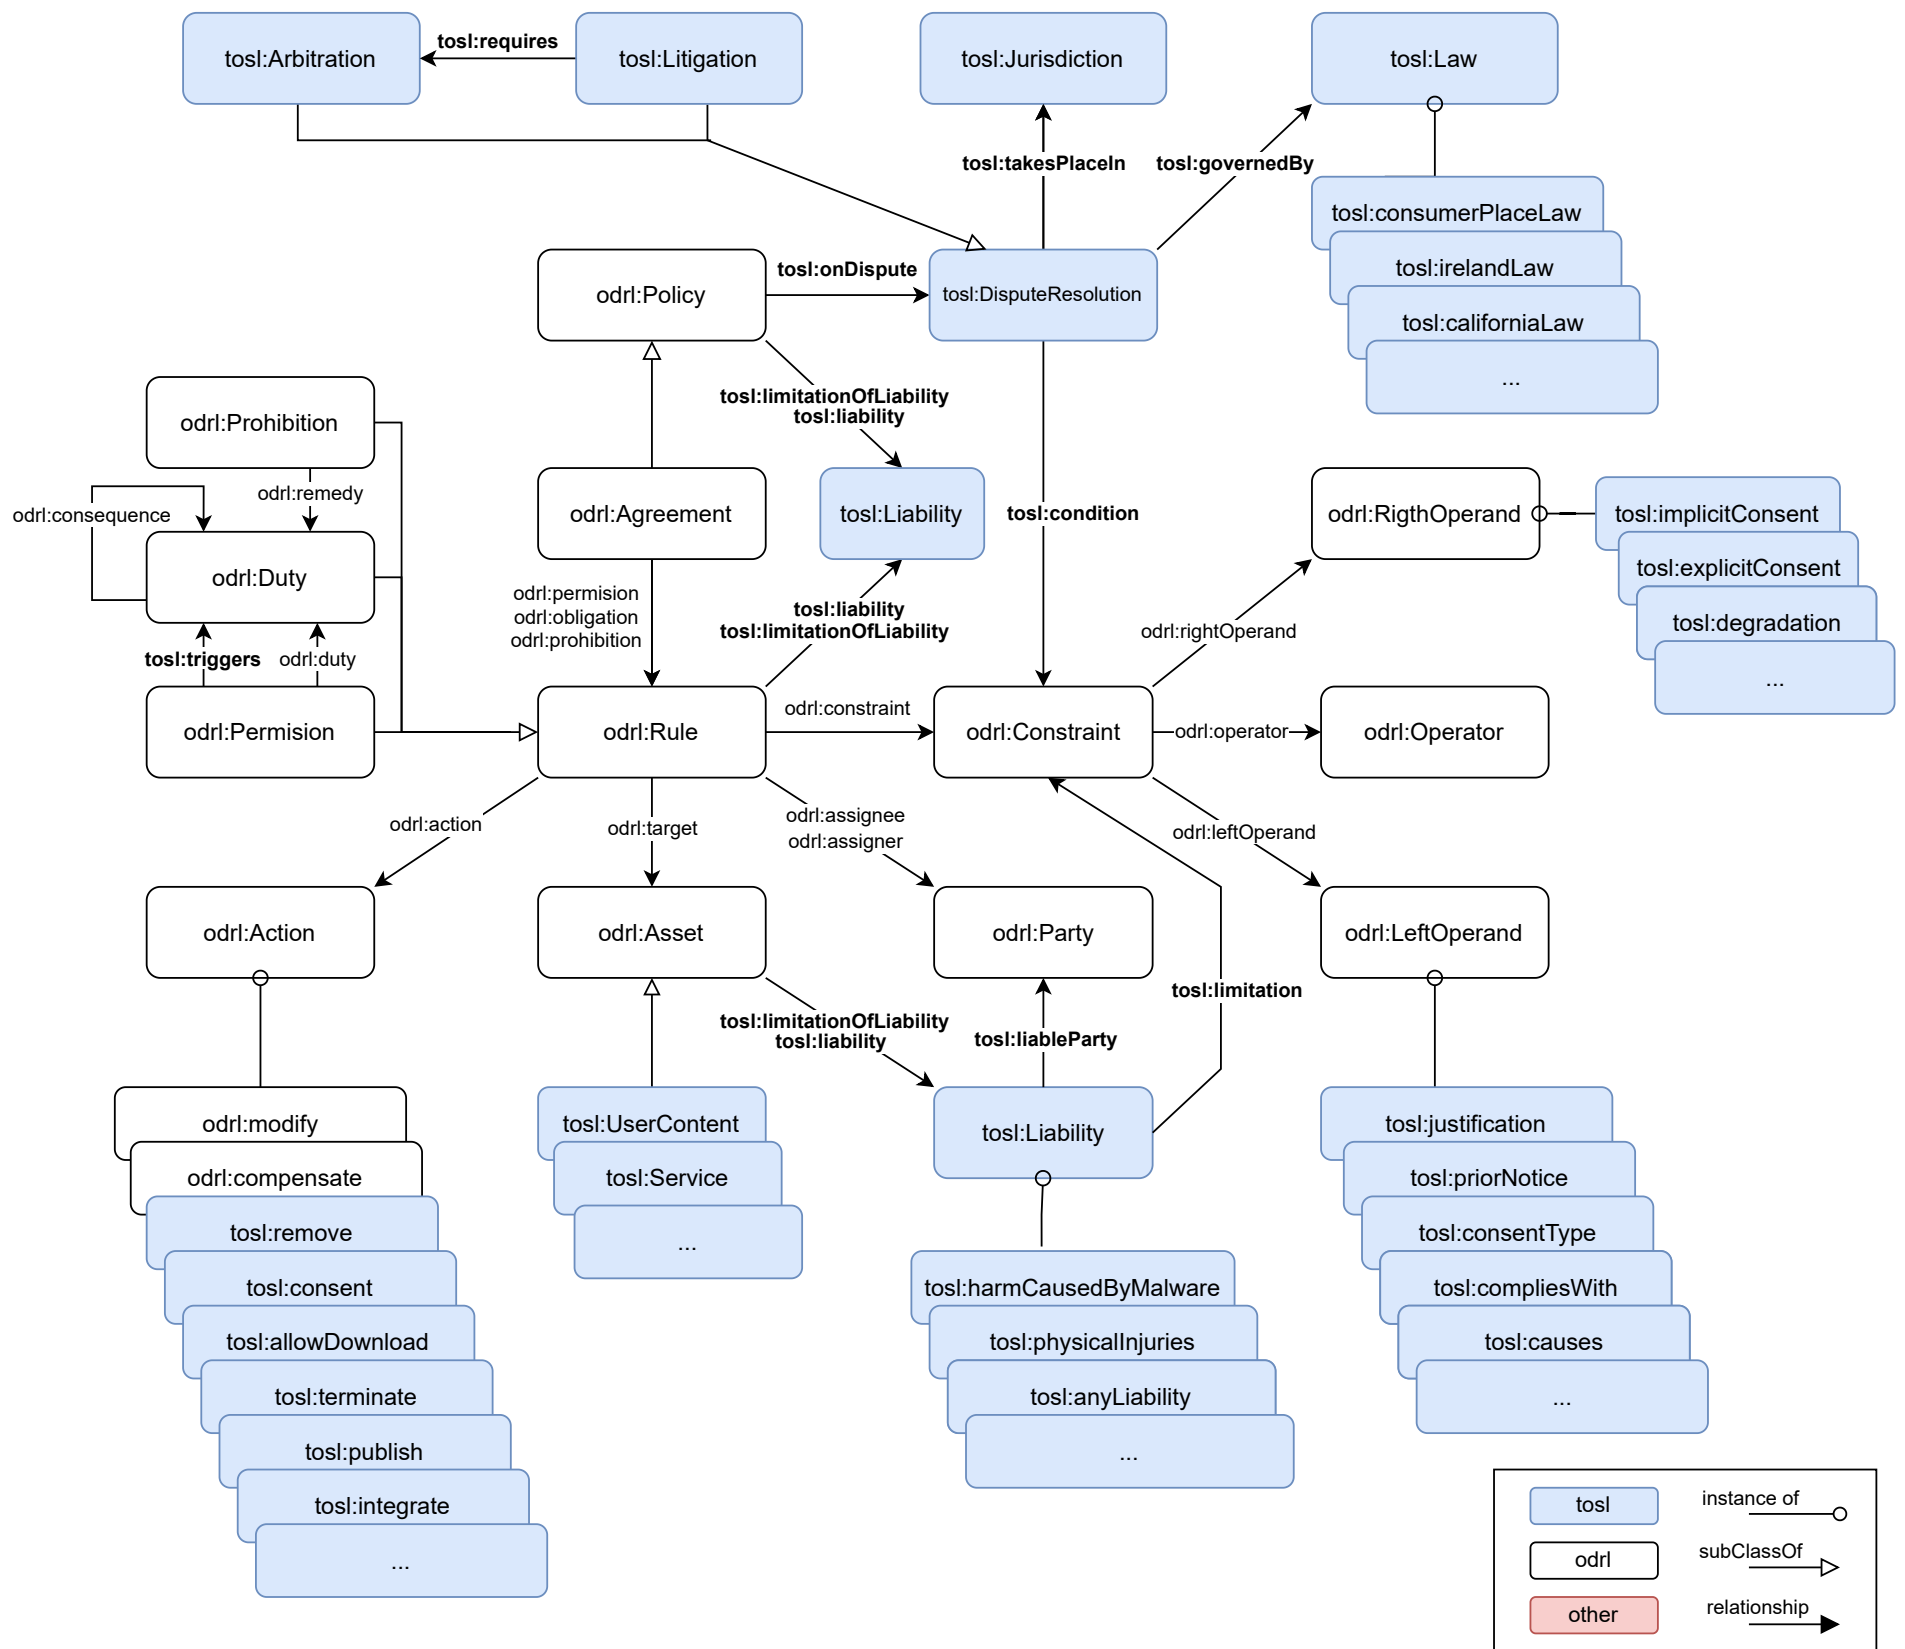 tosl:Arbitration
tosl:requires
tosl:Litigation
tosl:Jurisdiction
tosl:Law
tosl:takesPlaceIn
tosl:governedBy
tosl:consumerPlaceLaw
tosl:irelandLaw
tosl:californiaLaw
...
odrl:Policy
tosl:onDispute
tosl:DisputeResolution
tosl:limitationOfLiability
tosl:liability
odrl:Prohibition
odrl:remedy
odrl:consequence
odrl:Duty
tosl:triggers
odrl:duty
odrl:Permision
odrl:Agreement
odrl:permision
odrl:obligation
odrl:prohibition
tosl:Liability
tosl:liability
tosl:limitationOfLiability
tosl:condition
odrl:RigthOperand
tosl:implicitConsent
tosl:explicitConsent
tosl:degradation
...
odrl:rightOperand
odrl:Rule
odrl:constraint
odrl:Constraint
odrl:operator
odrl:Operator
odrl:action
odrl:target
odrl:assignee
odrl:assigner
odrl:leftOperand
odrl:Action
odrl:Asset
odrl:Party
odrl:LeftOperand
tosl:limitation
tosl:limitationOfLiability
tosl:liability
tosl:liableParty
odrl:modify
odrl:compensate
tosl:remove
tosl:consent
tosl:allowDownload
tosl:terminate
tosl:publish
tosl:integrate
...
tosl:UserContent
tosl:Service
...
tosl:Liability
tosl:harmCausedByMalware
tosl:physicalInjuries
tosl:anyLiability
...
tosl:justification
tosl:priorNotice
tosl:consentType
tosl:compliesWith
tosl:causes
...
tosl
instance of
odrl
subClassOf
other
relationship